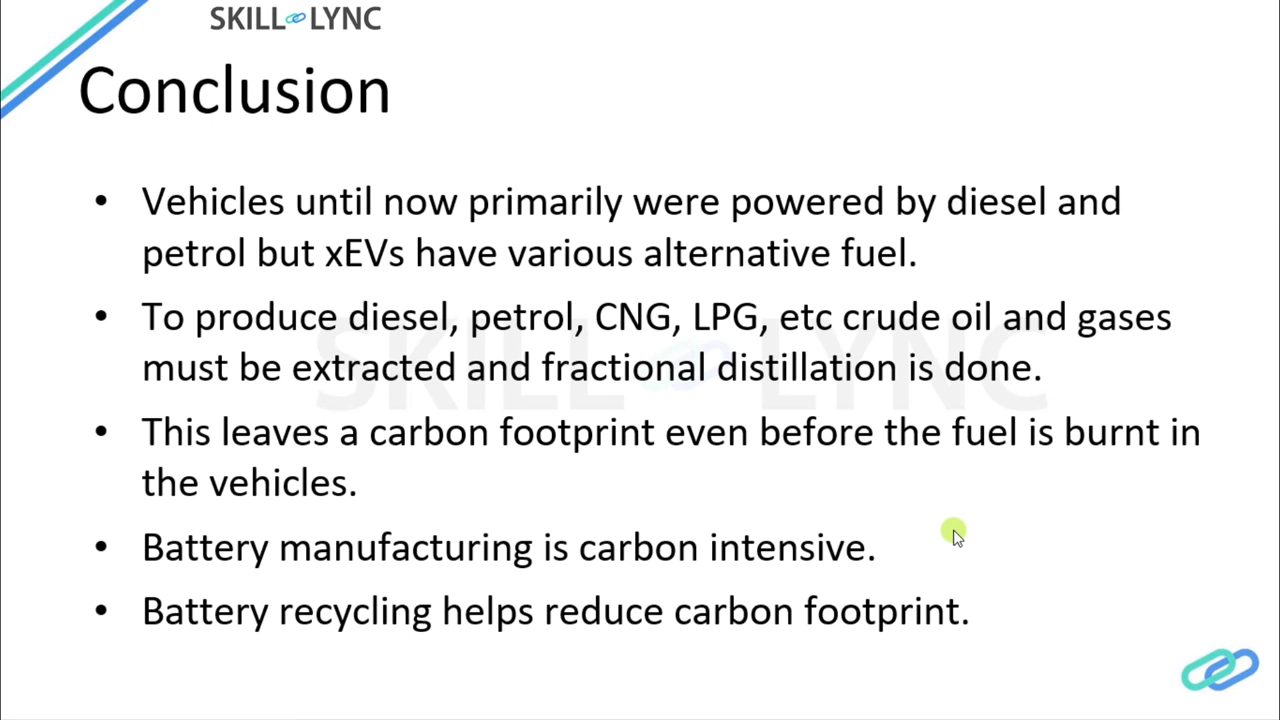 SKILL LYNC
Conclusion
• Vehicles until now primarily were powered by diesel and
petrol but xEVs have various alternative fuel.
• To produce diesel, petrol, CNG, LPG, etc crude oil and gases
must be extracted and fractional distillation is done.
• This leaves a carbon footprint even before the fuel is burnt in
the vehicles.
• Battery manufacturing is carbon intensive.
• Battery recycling helps reduce carbon footprint.
SKILL LYNC